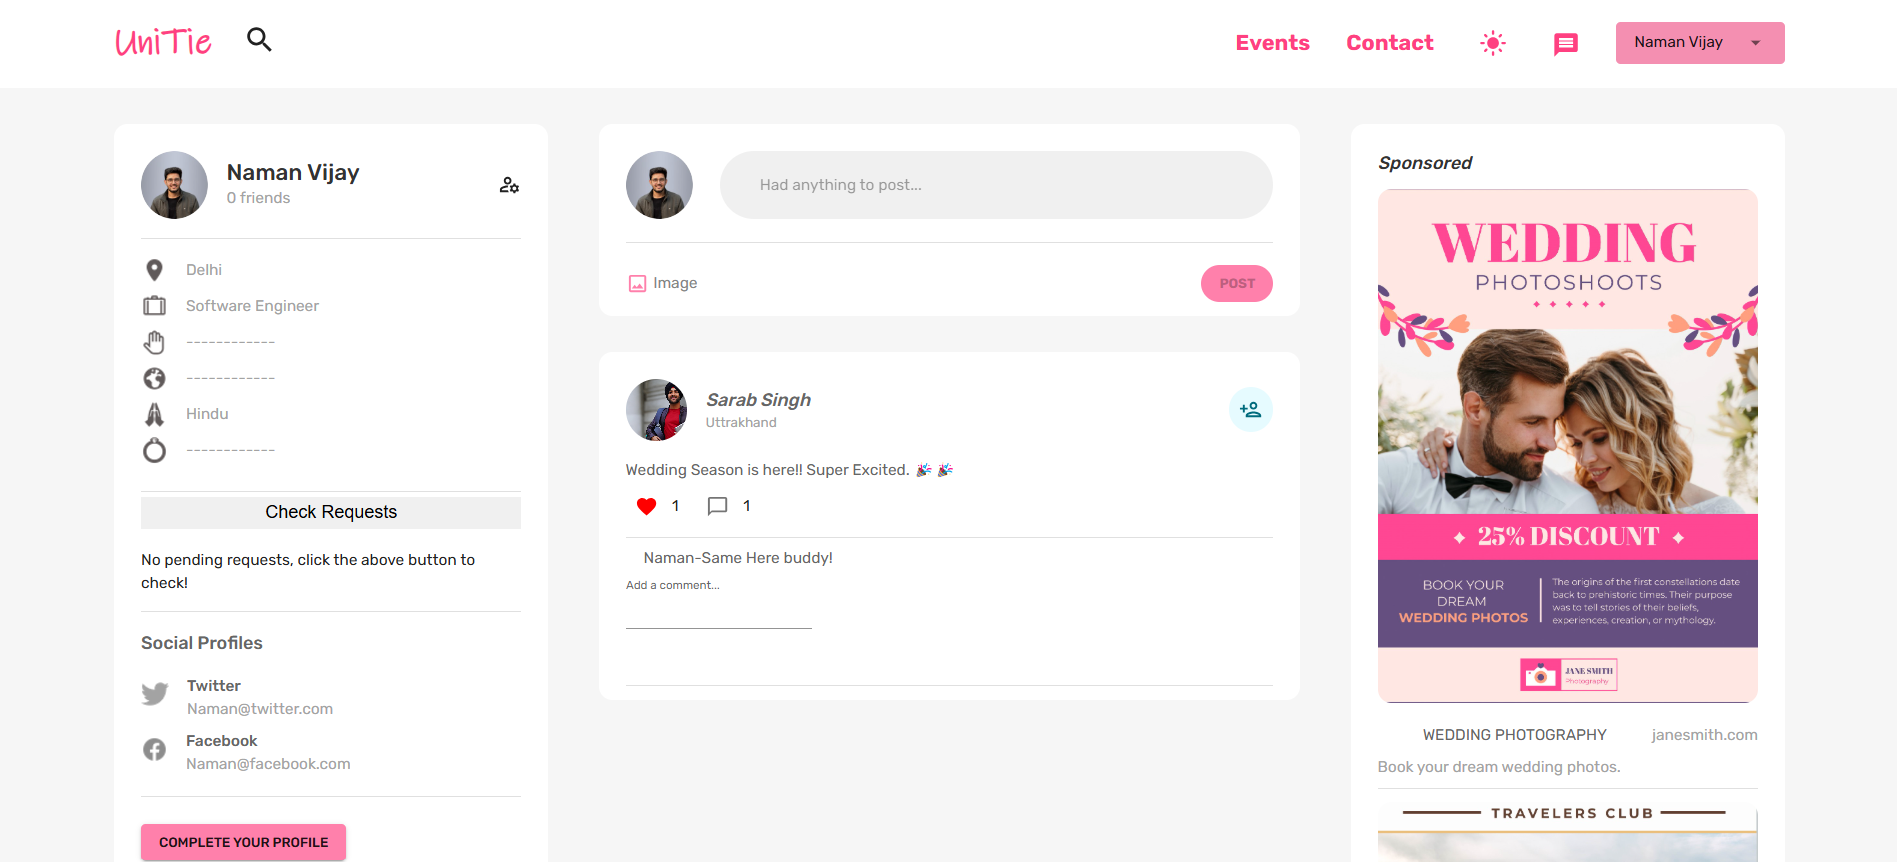 UniTie
Events
Contact
Naman Vijay
Naman Vijay
0 friends
Delhi
Software Engineer
------------
------------
Hindu
------------
Check Requests
No pending requests, click the above button to
check!
Social Profiles
Twitter
Naman@twitter.com
Facebook
Naman@facebook.com
COMPLETE YOUR PROFILE
Had anything to post...
Image
POST
Sarab Singh
Uttrakhand
Wedding Season is here!! Super Excited. 🎉 🎉
1
1
Naman-Same Here buddy!
Add a comment...
Sponsored
WEDDING
PHOTOSHOOTS
25% DISCOUNT
BOOK YOUR
DREAM
WEDDING PHOTOS
The origins of the first constellations date
back to prehistoric times. Their purpose
was to tell stories of their beliefs,
experiences, creation, or mythology.
JANE SMITH
Photography
WEDDING PHOTOGRAPHY
janesmith.com
Book your dream wedding photos.
TRAVELERS CLUB